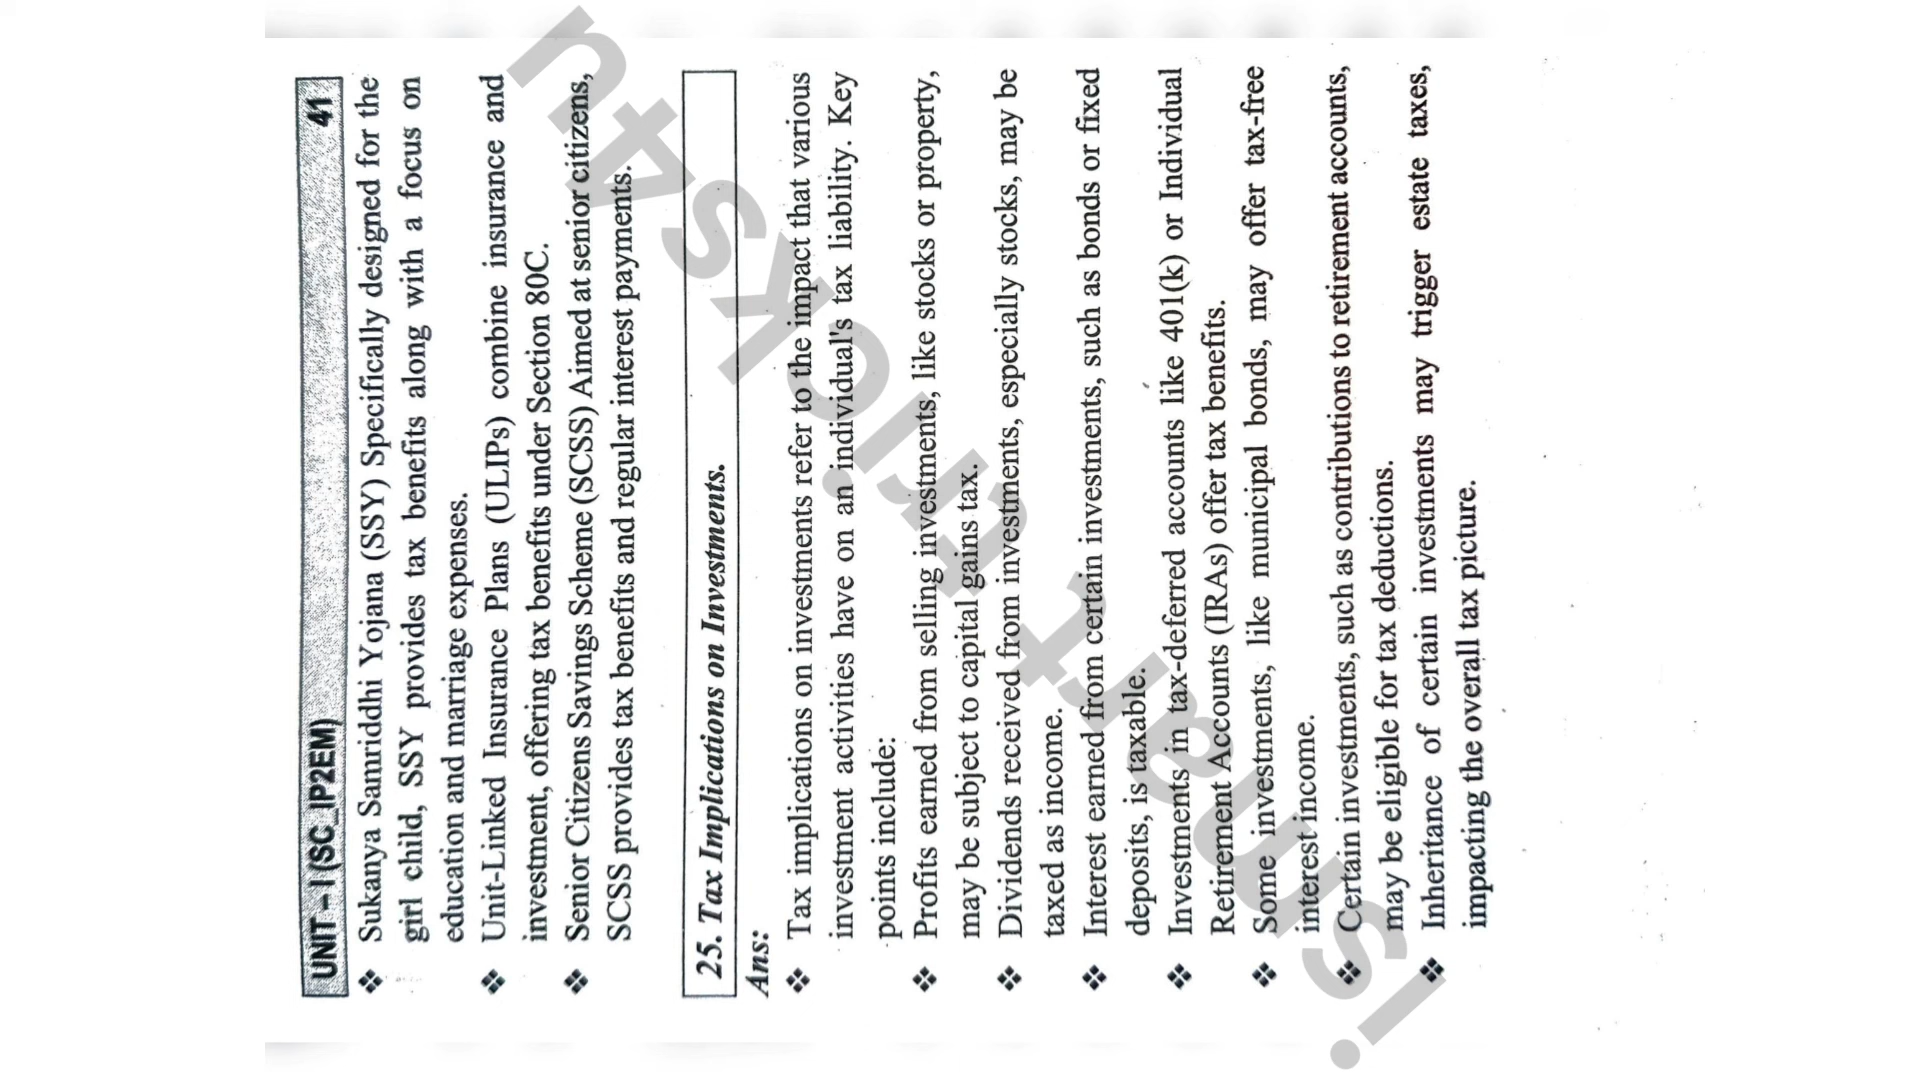 UNIT – I (SC_IP2EM) 41
❖ Sukanya Samriddhi Yojana (SSY) Specifically designed for the
girl child, SSY provides tax benefits along with a focus on
education and marriage expenses.
❖ Unit-Linked Insurance Plans (ULIPs) combine insurance and
investment, offering tax benefits under Section 80C.
❖ Senior Citizens Savings Scheme (SCSS) Aimed at senior citizens,
SCSS provides tax benefits and regular interest payments.
25. Tax Implications on Investments.
Ans:
❖ Tax implications on investments refer to the impact that various
investment activities have on an individual's tax liability. Key
points include:
❖ Profits earned from selling investments, like stocks or property,
may be subject to capital gains tax.
❖ Dividends received from investments, especially stocks, may be
taxed as income.
❖ Interest earned from certain investments, such as bonds or fixed
deposits, is taxable.
❖ Investments in tax-deferred accounts like 401(k) or Individual
Retirement Accounts (IRAs) offer tax benefits.
❖ Some investments, like municipal bonds, may offer tax-free
interest income.
❖ Certain investments, such as contributions to retirement accounts,
may be eligible for tax deductions.
❖ Inheritance of certain investments may trigger estate taxes,
impacting the overall tax picture.